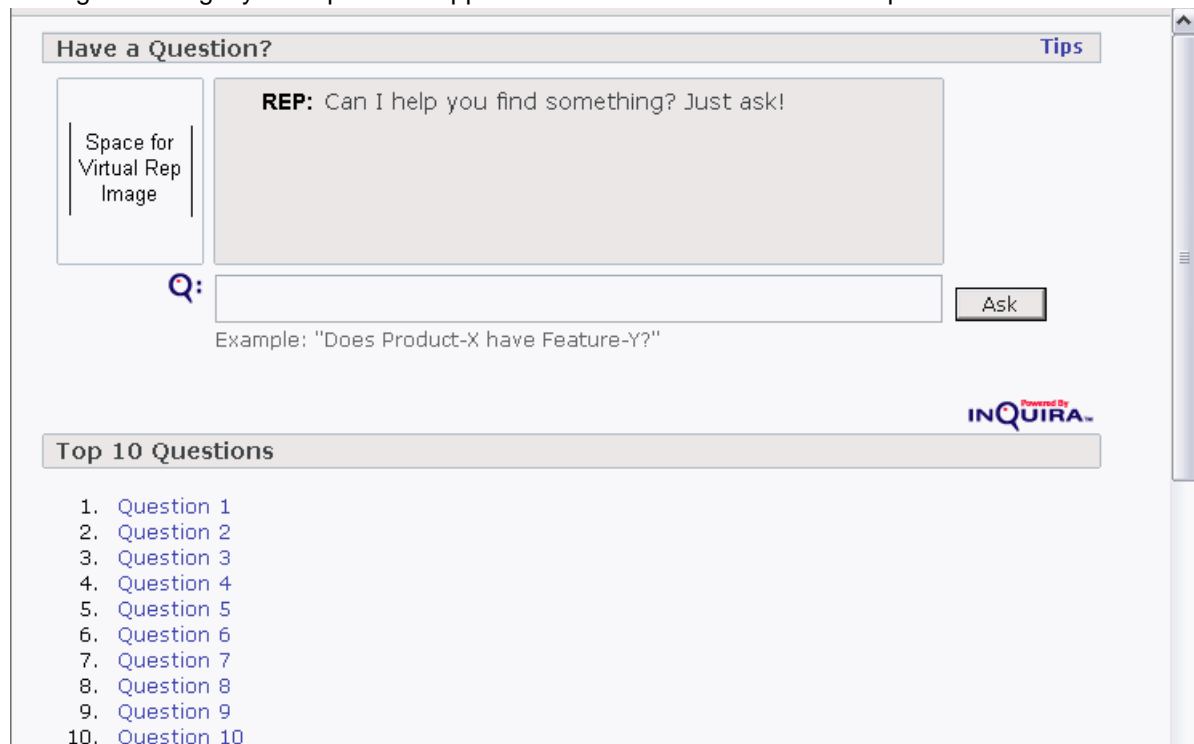 Have a Question?
Tips
REP: Can I help you find something? Just ask!
Space for
Virtual Rep
Image
Q:
Ask
Example: "Does Product-X have Feature-Y?"
Powered By
INQUIRA
Top 10 Questions
1. Question 1
2. Question 2
3. Question 3
4. Question 4
5. Question 5
6. Question 6
7. Question 7
8. Question 8
9. Question 9
10. Question 10